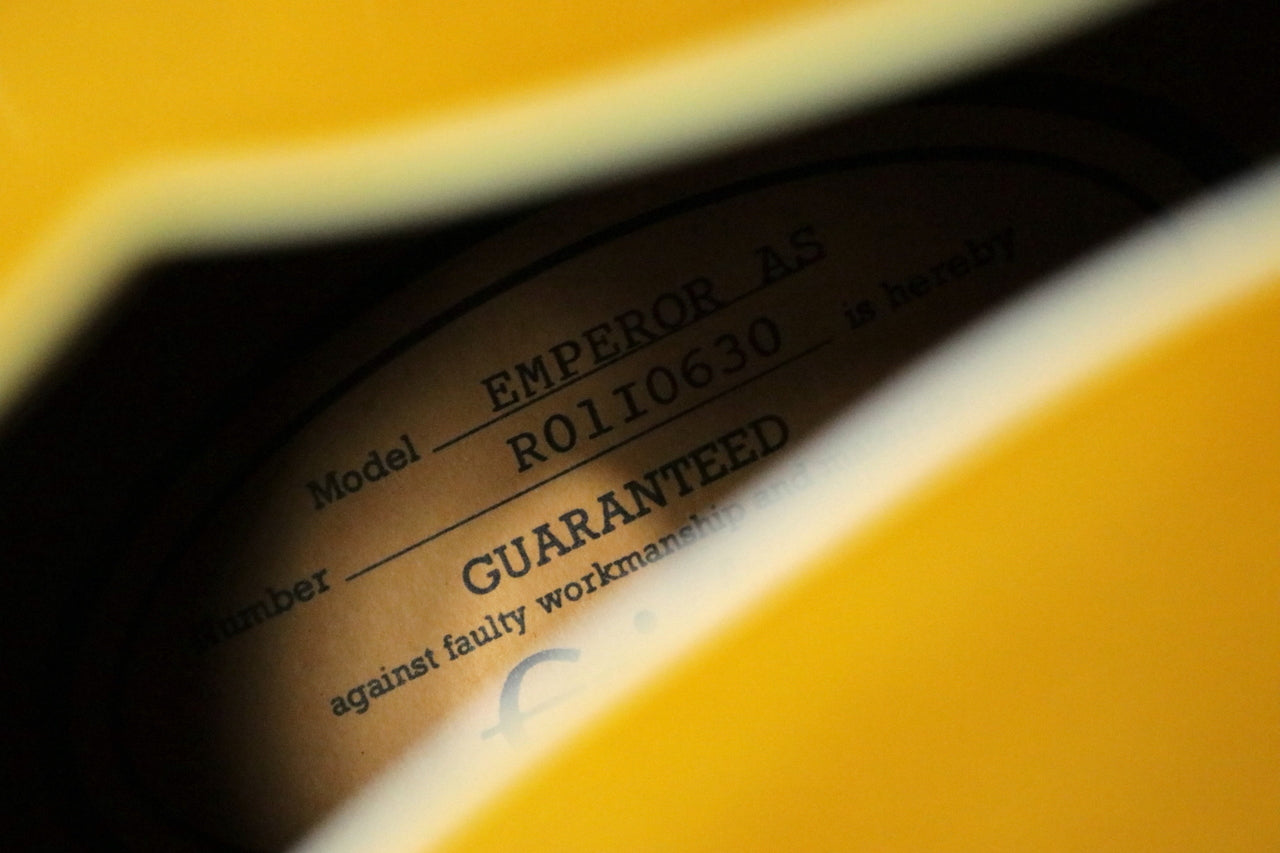 Model EMPEROR AS
Number R01I0630 is hereby
GUARANTEED
against faulty workmanship and